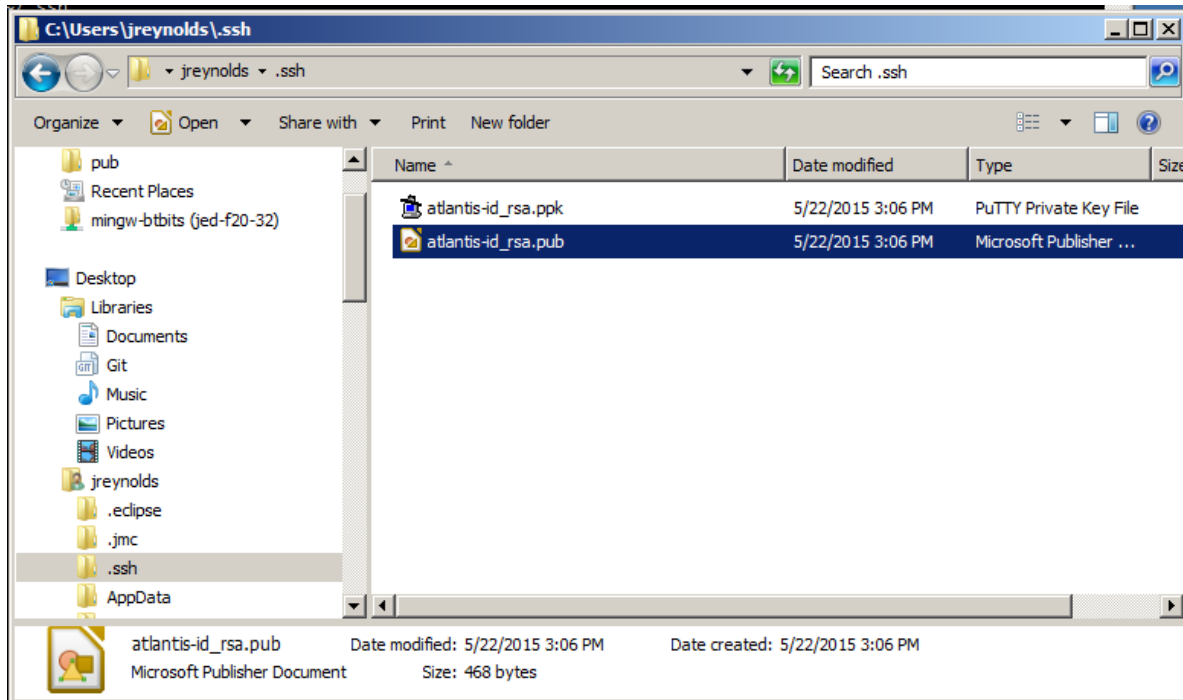 C:\Users\jreynolds\.ssh
jreynolds .ssh Search .ssh
Organize Open Share with Print New folder
Name Date modified Type Size
pub
Recent Places
mingw-btbits (jed-f20-32)
Desktop
Libraries
Documents
Git
Music
Pictures
Videos
jreynolds
.eclipse
.jmc
.ssh
AppData
atlantis-id_rsa.ppk 5/22/2015 3:06 PM PuTTY Private Key File
atlantis-id_rsa.pub 5/22/2015 3:06 PM Microsoft Publisher ...
atlantis-id_rsa.pub Date modified: 5/22/2015 3:06 PM Date created: 5/22/2015 3:06 PM
Microsoft Publisher Document Size: 468 bytes